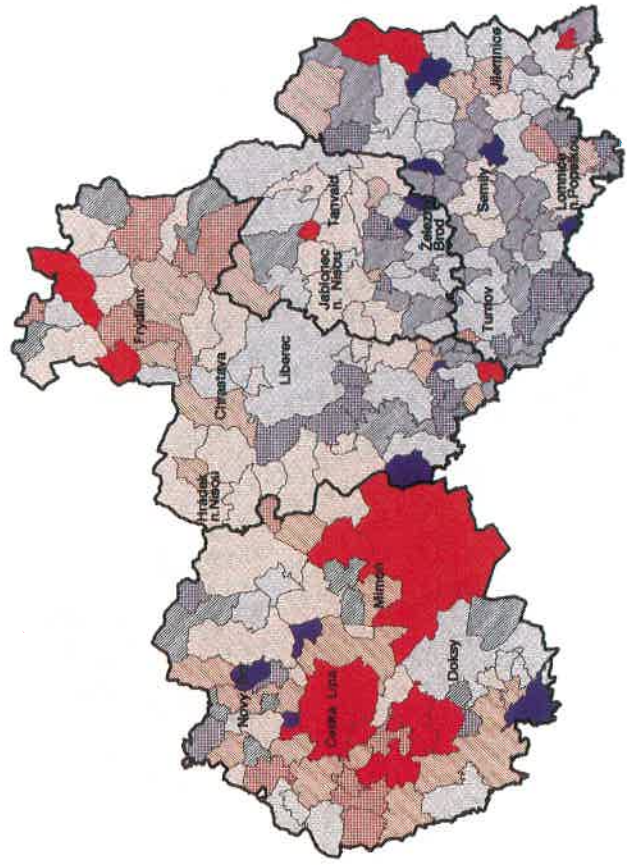 Hrádek
n.Nisou
Chrastava
Frýdlant
Nový
Liberec
Česká Lípa
Jablonec
n. Nisou
Tanvald
Mimoň
Železný
Brod
Doksy
Semily
Turnov
Jilemnice
Lomnice
n.Popelkou